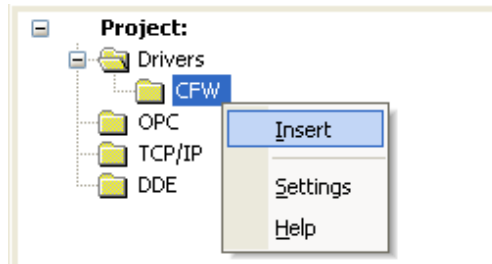 Project:
Drivers
CFW
OPC
Insert
TCP/IP
DDE
Settings
Help